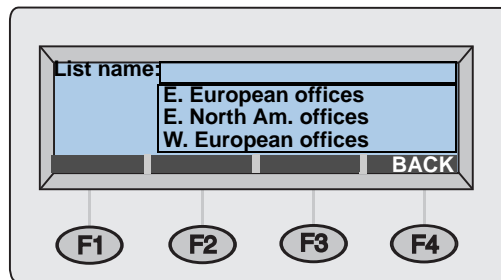 List name:
E. European offices
E. North Am. offices
W. European offices
BACK
F1 F2 F3 F4